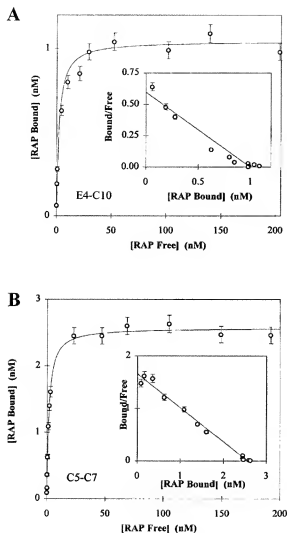 A
[RAP Bound] (nM)
1
0
Bound/Free
0.75
0.50
0.25
0.00
0 0.5 1
[RAP Bound] (nM)
E4-C10
0 50 100 150 200
[RAP Free] (nM)
B
[RAP Bound] (nM)
3
2
1
0
Bound/Free
2
1
0
0 1 2 3
[RAP Bound] (nM)
C5-C7
0 50 100 150 200
[RAP Free] (nM)